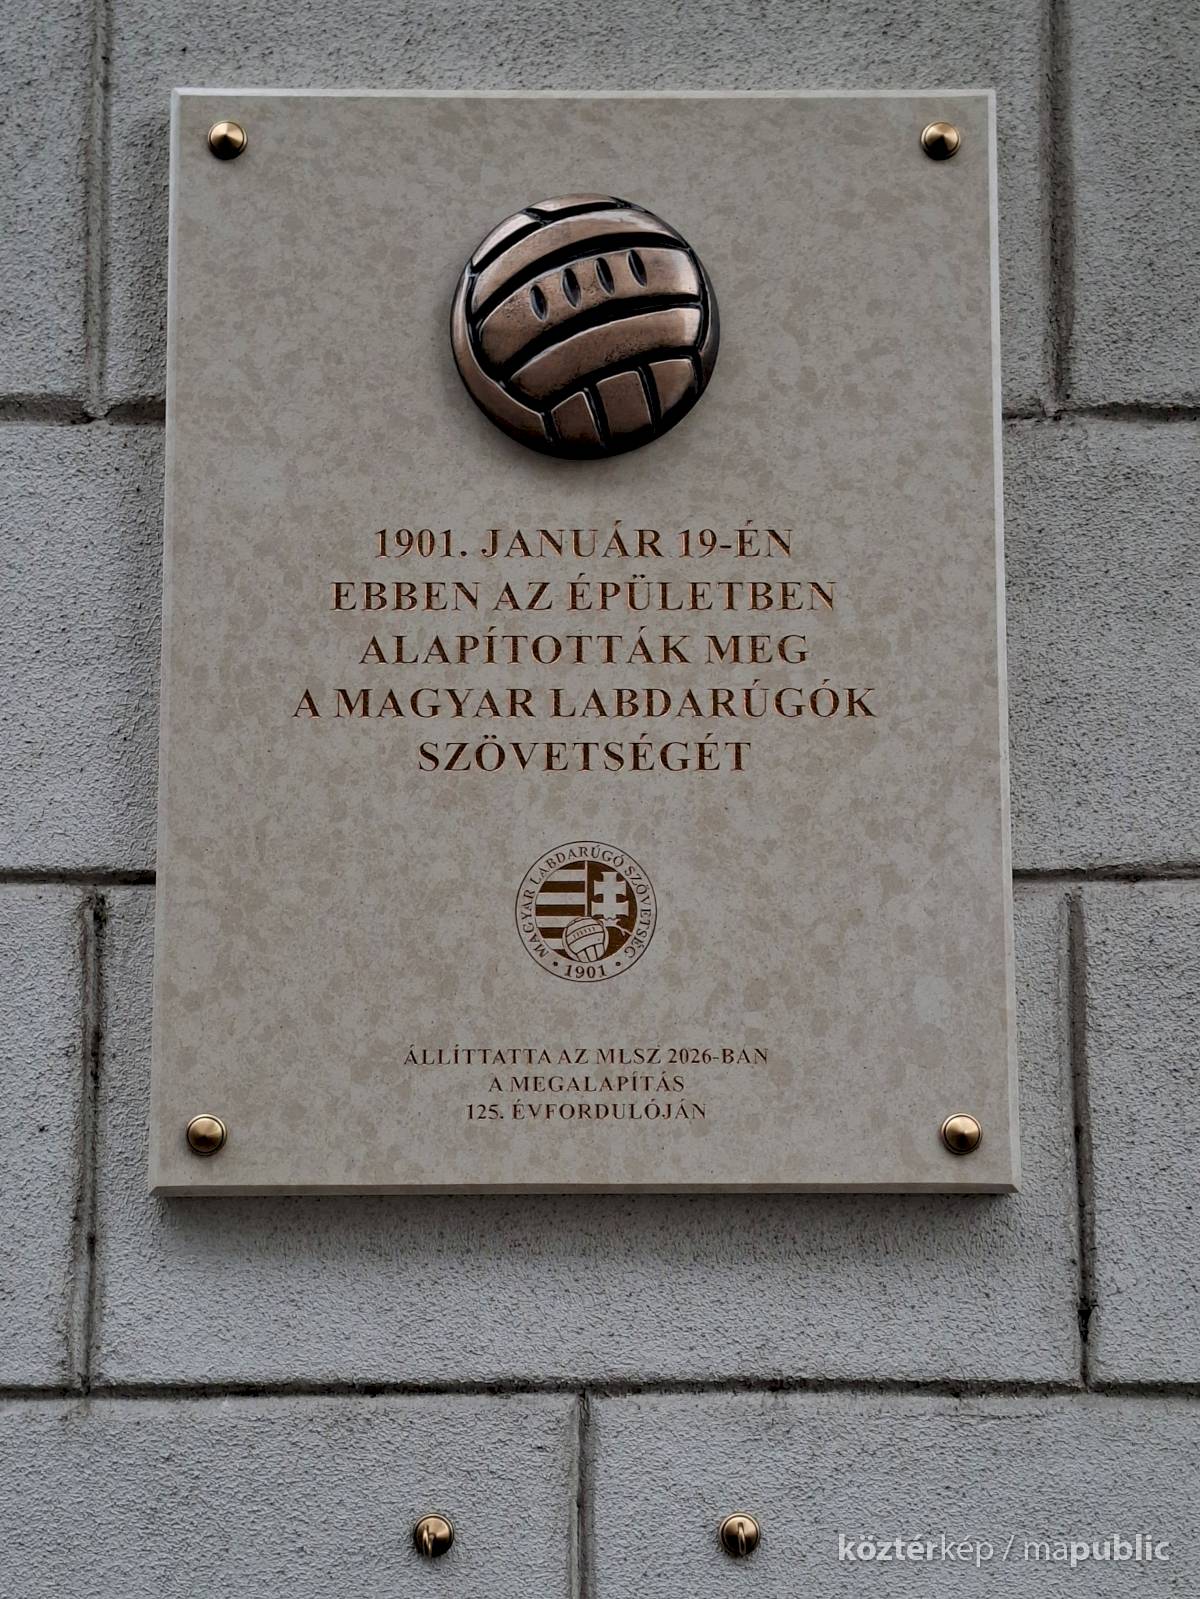 1901. JANUÁR 19-ÉN
EBBEN AZ ÉPÜLETBEN
ALAPÍTOTTÁK MEG
A MAGYAR LABDARÚGÓK
SZÖVETSÉGÉT
MAGYAR LABDARÚGÓ SZÖVETSÉG
• 1901 •
ÁLLÍTTATTA AZ MLSZ 2026-BAN
A MEGALAPÍTÁS
125. ÉVFORDULÓJÁN
köztérkép / mapublic